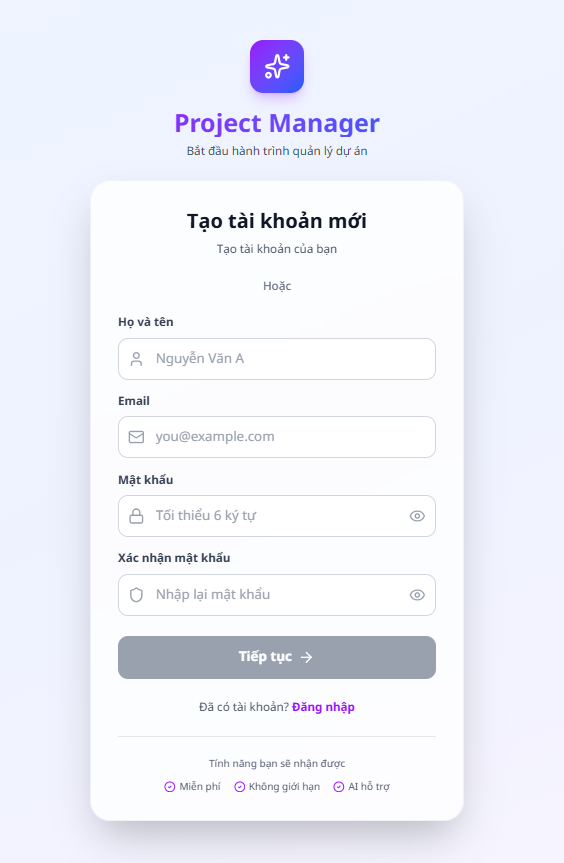 Project Manager
Bắt đầu hành trình quản lý dự án
Tạo tài khoản mới
Tạo tài khoản của bạn
Hoặc
Họ và tên
Nguyễn Văn A
Email
you@example.com
Mật khẩu
Tối thiểu 6 ký tự
Xác nhận mật khẩu
Nhập lại mật khẩu
Tiếp tục
Đã có tài khoản? Đăng nhập
Tính năng bạn sẽ nhận được
Miễn phí Không giới hạn AI hỗ trợ